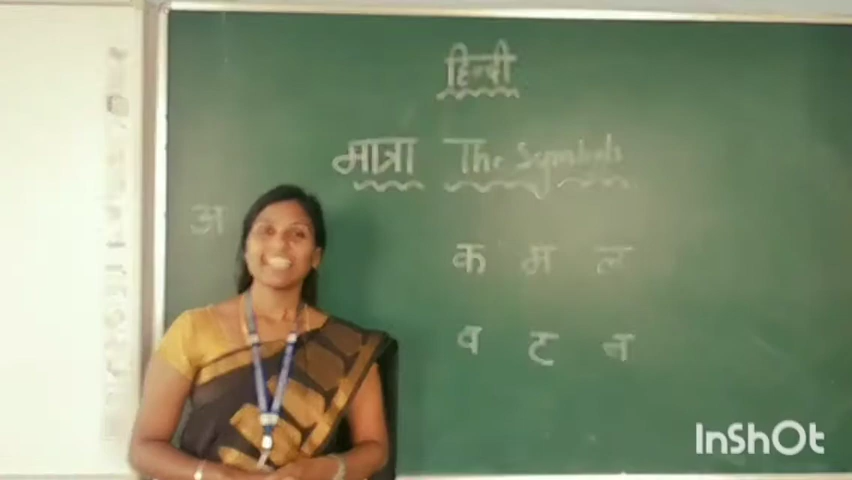 हिन्दी
मात्रा The Symbols
अ
क म ल
ब ट न
InShOt